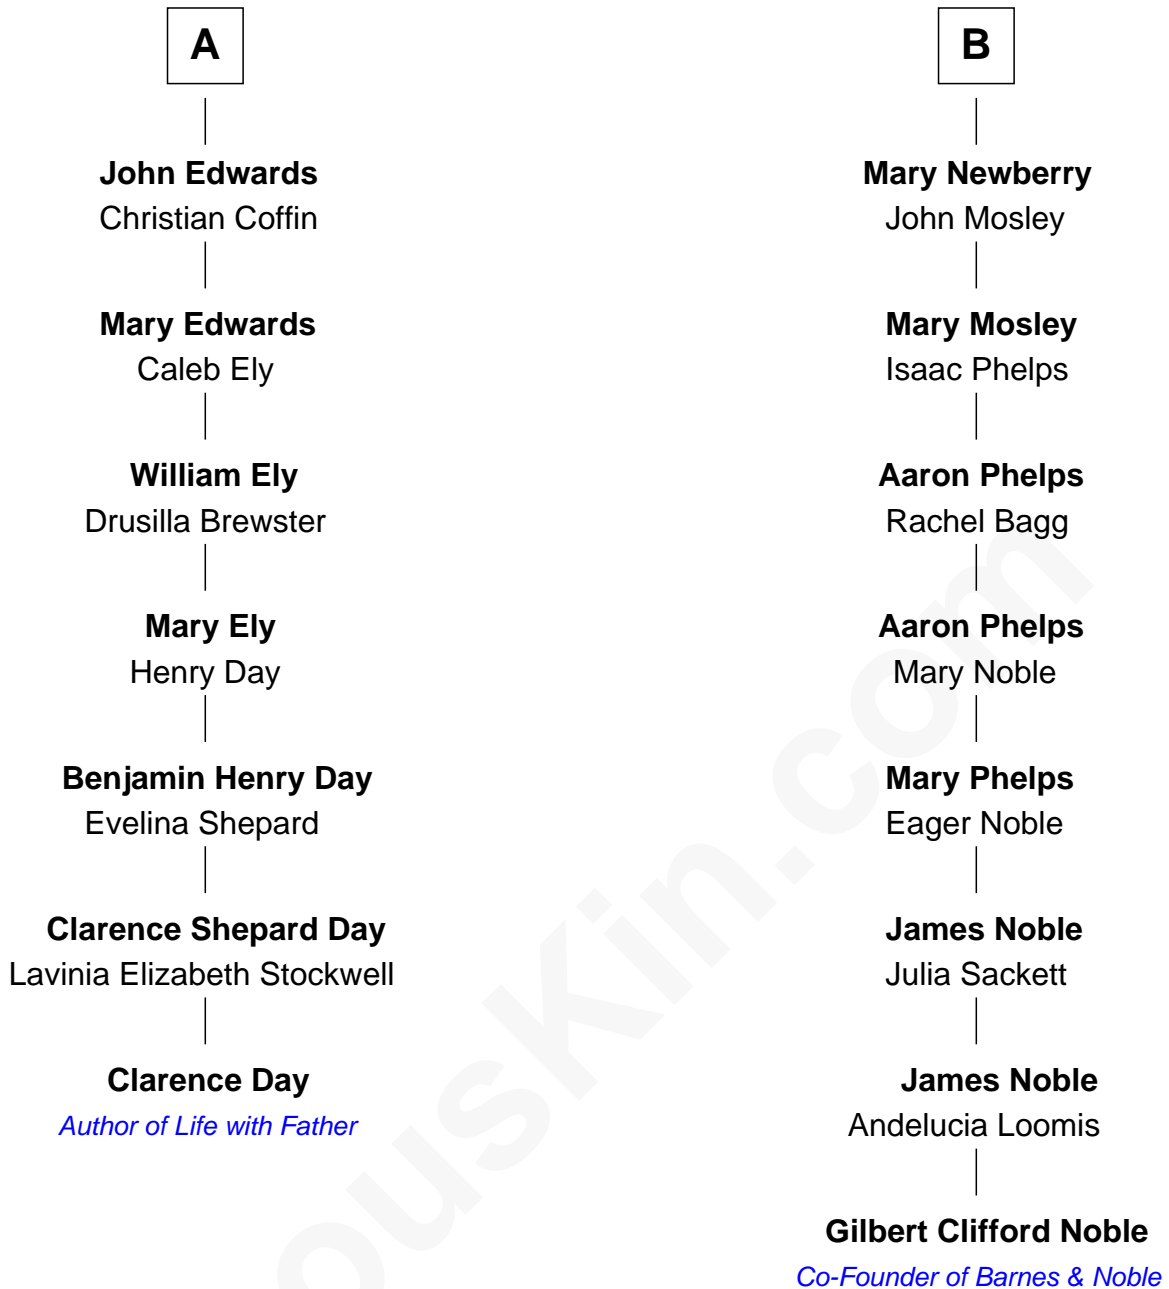 A
John Edwards
Christian Coffin
Mary Edwards
Caleb Ely
William Ely
Drusilla Brewster
Mary Ely
Henry Day
Benjamin Henry Day
Evelina Shepard
Clarence Shepard Day
Lavinia Elizabeth Stockwell
Clarence Day
Author of Life with Father
B
Mary Newberry
John Mosley
Mary Mosley
Isaac Phelps
Aaron Phelps
Rachel Bagg
Aaron Phelps
Mary Noble
Mary Phelps
Eager Noble
James Noble
Julia Sackett
James Noble
Andelucia Loomis
Gilbert Clifford Noble
Co-Founder of Barnes & Noble
ousKin.com